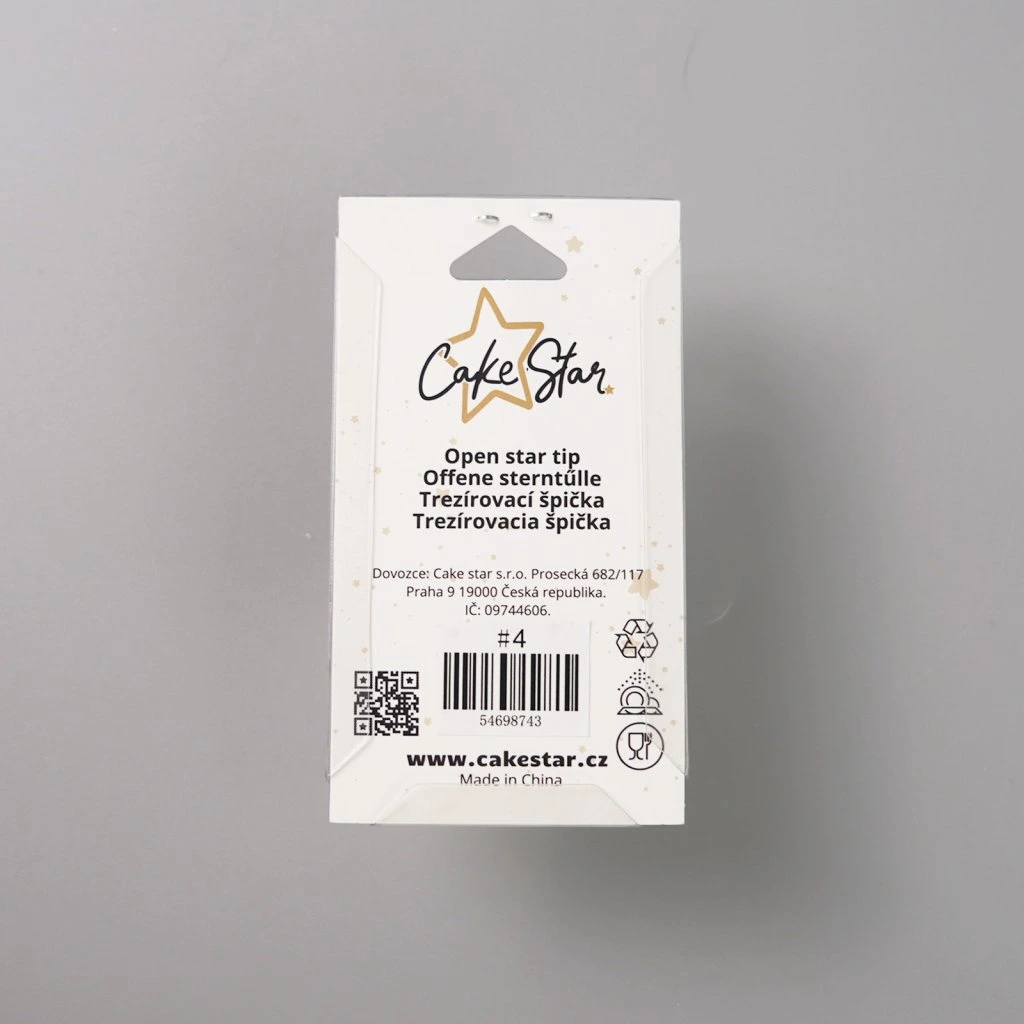 Cake Star
Open star tip
Offene sterntűlle
Trezírovací špička
Trezírovacia špička
Dovozce: Cake star s.r.o. Prosecká 682/117
Praha 9 19000 Česká republika.
IČ: 09744606.
#4
54698743
www.cakestar.cz
Made in China